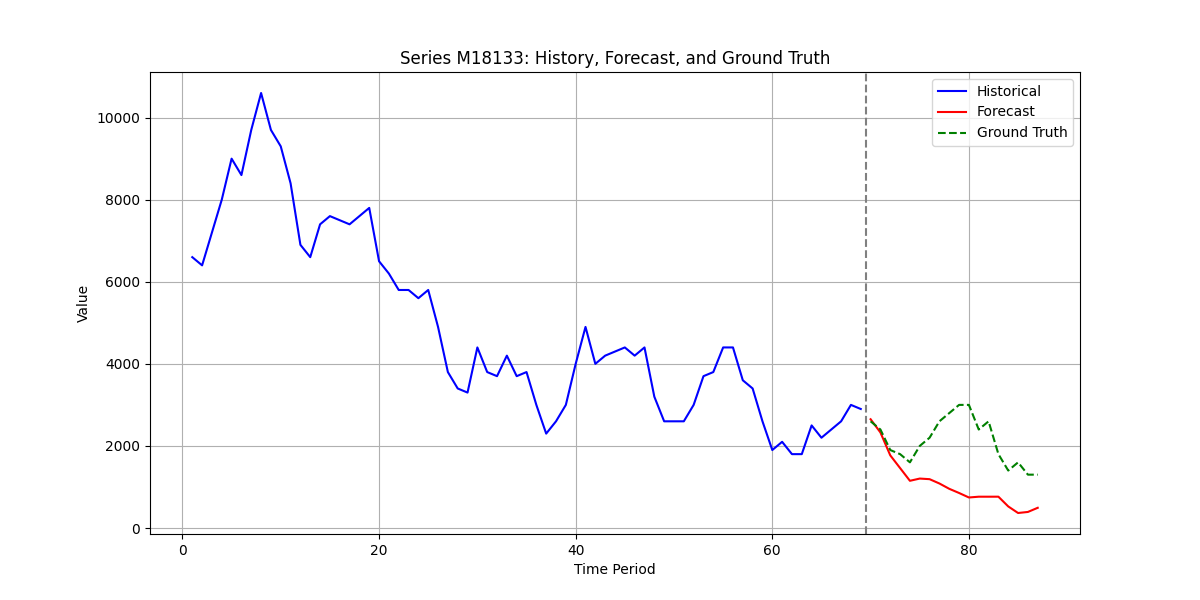 Series M18133: History, Forecast, and Ground Truth
Historical
Forecast
Ground Truth
10000
8000
6000
4000
2000
0
Value
0 20 40 60 80
Time Period